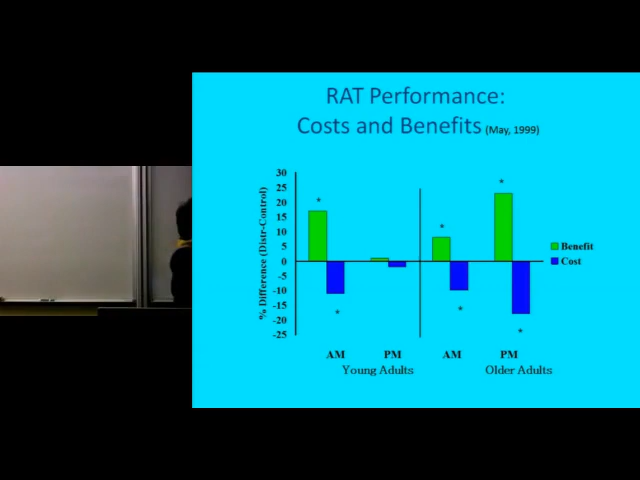 RAT Performance:
Costs and Benefits (May, 1999)
% Difference (Distr-Control)
30
25
20
15
10
5
0
-5
-10
-15
-20
-25
*
*
*
*
*
*
Benefit
Cost
AM
PM
AM
PM
Young Adults
Older Adults